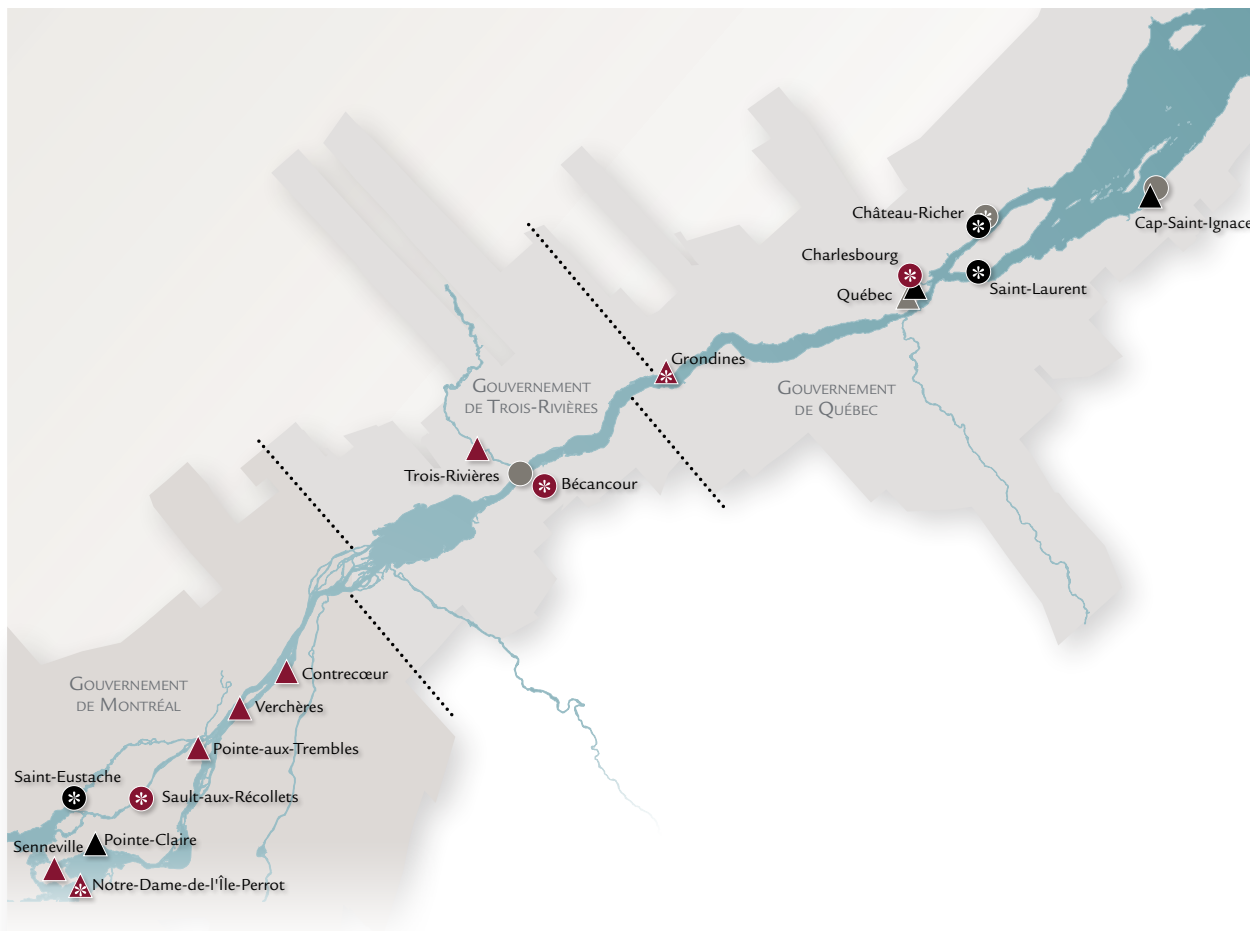 Château-Richer
Cap-Saint-Ignace
Charlesbourg
Québec
Saint-Laurent
Grondines
Gouvernement
de Trois-Rivières
Gouvernement
de Québec
Trois-Rivières
Bécancour
Contrecœur
Gouvernement
de Montréal
Verchères
Pointe-aux-Trembles
Saint-Eustache
Sault-aux-Récollets
Pointe-Claire
Senneville
Notre-Dame-de-l'Île-Perrot